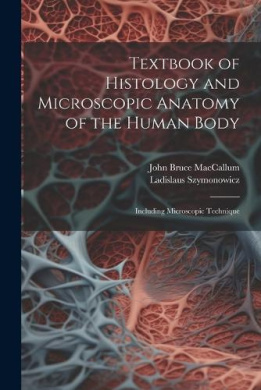 Textbook of
Histology and
Microscopic Anatomy
of the Human Body
John Bruce MacCallum
Ladislaus Szymonowicz
Including Microscopic Technique